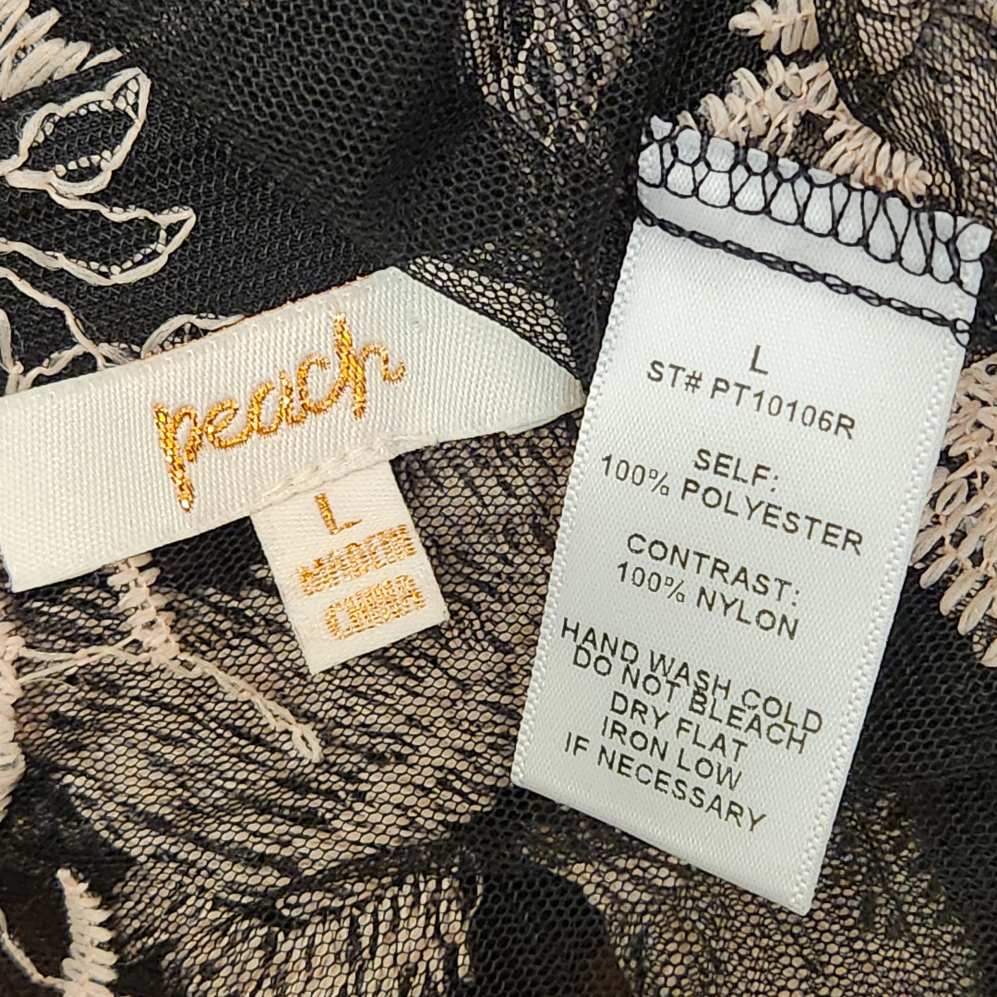 peach
L
MADE IN
CHINA
L
ST# PT10106R
SELF:
100% POLYESTER
CONTRAST:
100% NYLON
HAND WASH COLD
DO NOT BLEACH
DRY FLAT
IRON LOW
IF NECESSARY